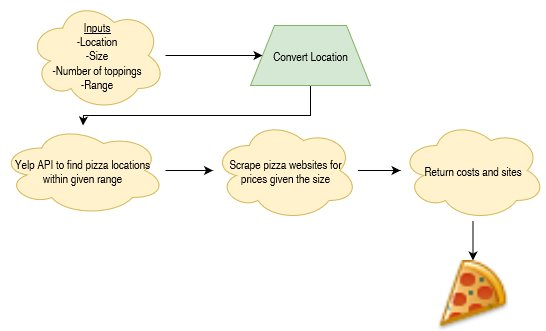 Inputs
-Location
-Size
-Number of toppings
-Range
Convert Location
Yelp API to find pizza locations
within given range
Scrape pizza websites for
prices given the size
Return costs and sites